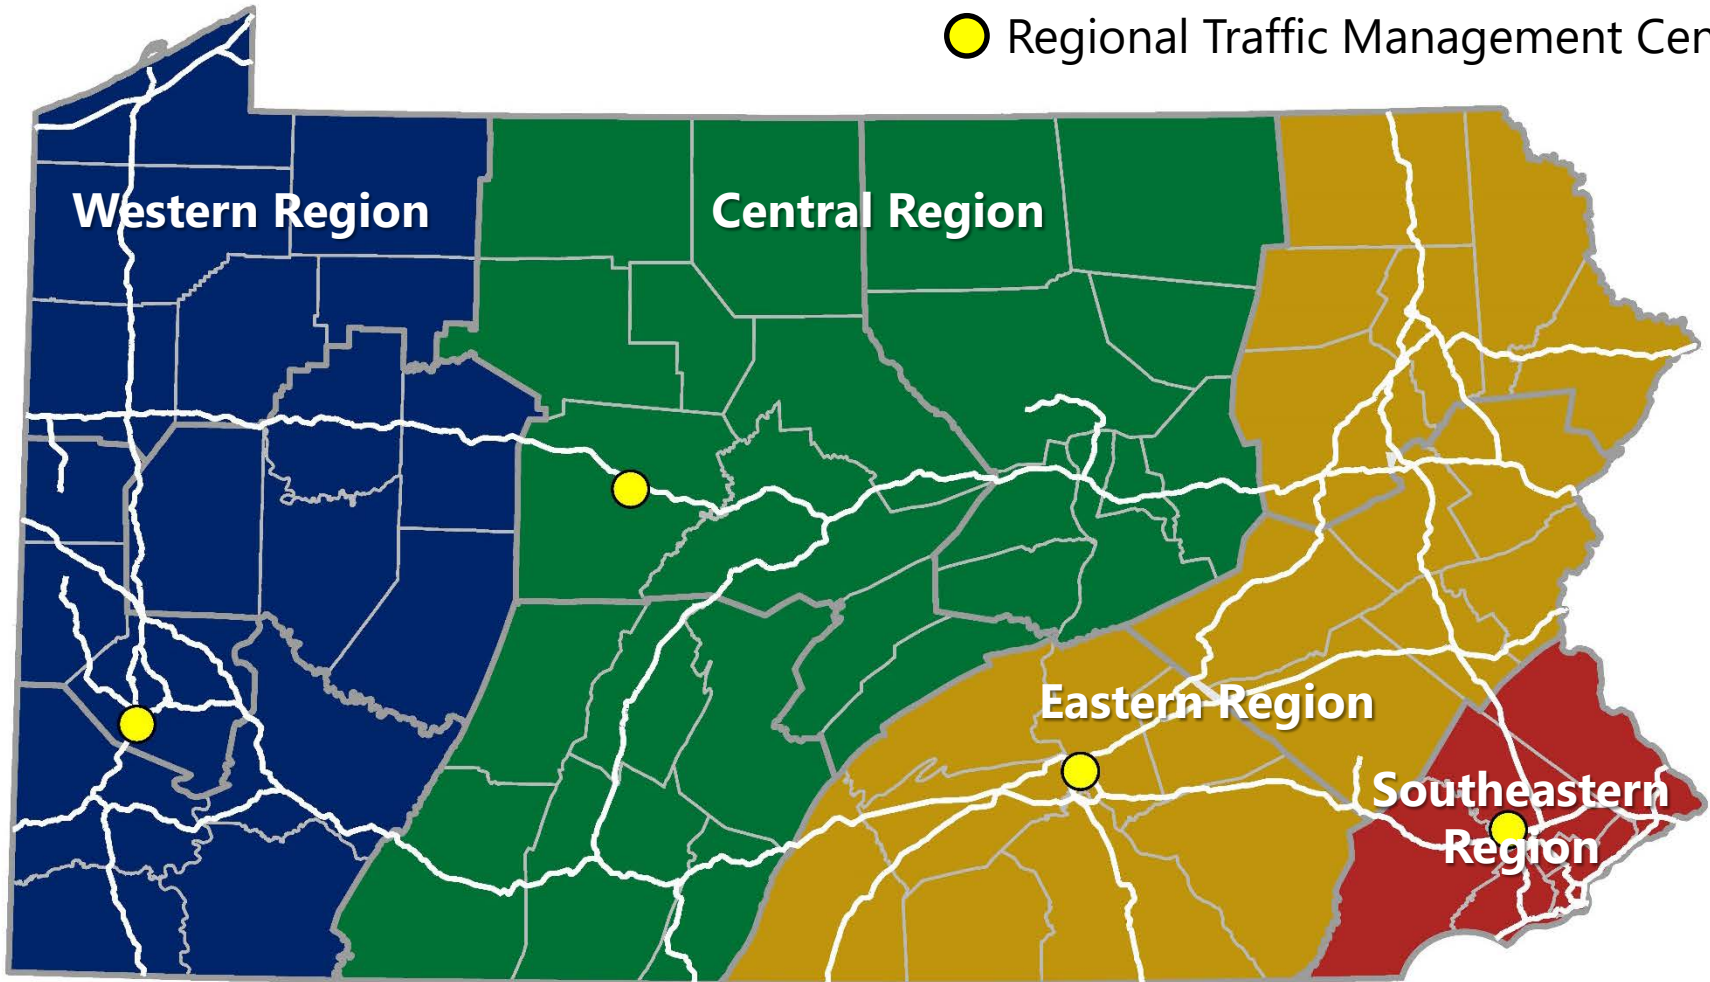 Regional Traffic Management Cen
Western Region
Central Region
Eastern Region
Southeastern
Region